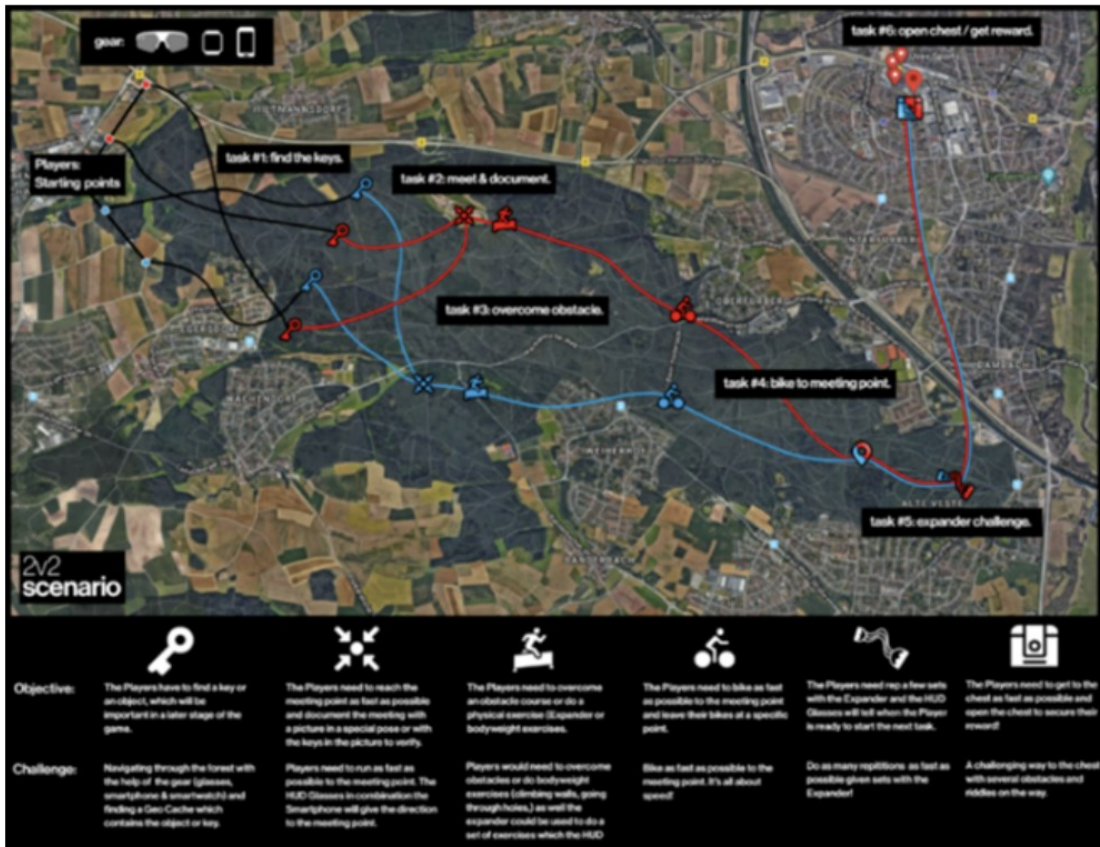 gear:
task #6: open chest / get reward.
task #1: find the keys.
Players:
Starting points
task #2: meet & document.
task #3: overcome obstacle.
task #4: bike to meeting point.
task #5: expander challenge.
ALTE VESTE
2v2
scenario
Objective:
The Players have to find a key or
an object, which will be
important in a later stage of the
game.
The Players need to reach the
meeting point as fast as possible
and document the meeting with
a picture in a special pose or with
the keys in the picture to verify.
The Players need to overcome
an obstacle course or do a
physical exercise (Expander or
bodyweight exercises.
The Players need to bike as fast
as possible to the meeting point
and leave their bikes at a specific
point.
The Players need rep a few sets
with the Expander and the HUD
Glasses will tell when the Player
is ready to start the next task.
The Players need to get to the
chest as fast as possible and
open the chest to secure their
reward!
Challenge:
Navigating through the forest with
the help of the gear (glasses,
smartphone & smartwatch) and
finding a Geo Cache which
contains the object or key.
Players need to run as fast as
possible to the meeting point. The
HUD Glasses in combination the
Smartphone will give the direction
to the meeting point.
Players would need to overcome
obstacles or do bodyweight
exercises (climbing walls, going
through holes,) as well the
expander could be used to do a
set of exercises which the HUD
Bike as fast as possible to the
meeting point. It's all about
speed!
Do as many repititions as fast as
possible given sets with the
Expander!
A challenging way to the chest
with several obstacles and
riddles on the way.